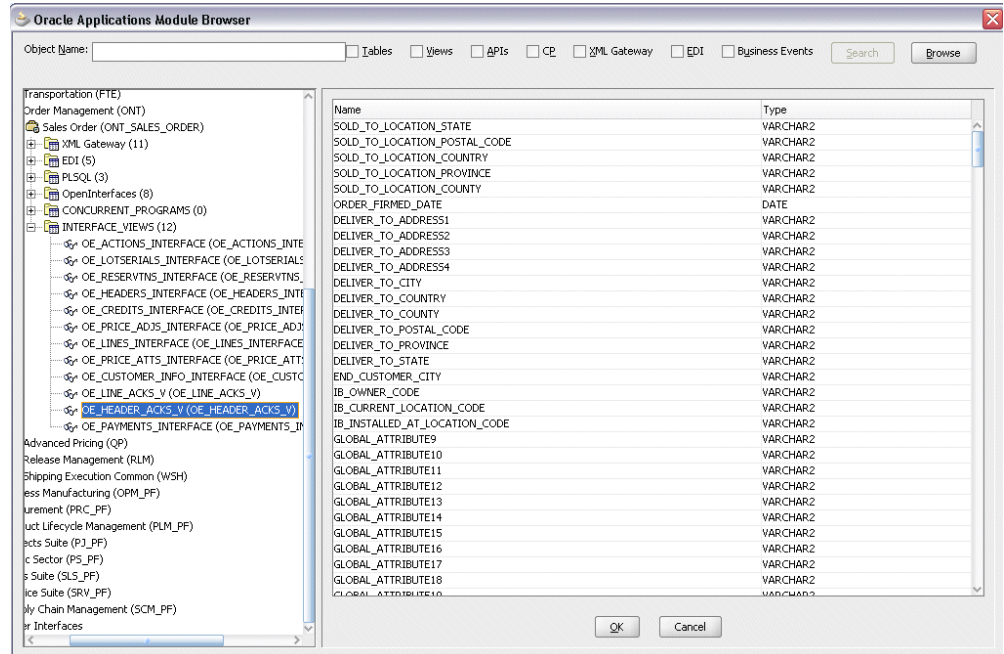 Oracle Applications Module Browser
Object Name: Tables Views APIs CP XML Gateway EDI Business Events Search Browse
Transportation (FTE)
Order Management (ONT)
Sales Order (ONT_SALES_ORDER)
XML Gateway (11)
EDI (5)
PLSQL (3)
OpenInterfaces (8)
CONCURRENT_PROGRAMS (0)
INTERFACE_VIEWS (12)
OE_ACTIONS_INTERFACE (OE_ACTIONS_INTE
OE_LOTSERIALS_INTERFACE (OE_LOTSERIALS
OE_RESERVTNS_INTERFACE (OE_RESERVTNS_
OE_HEADERS_INTERFACE (OE_HEADERS_INTE
OE_CREDITS_INTERFACE (OE_CREDITS_INTEF
OE_PRICE_ADJS_INTERFACE (OE_PRICE_ADJS
OE_LINES_INTERFACE (OE_LINES_INTERFACE
OE_PRICE_ATTS_INTERFACE (OE_PRICE_ATTS
OE_CUSTOMER_INFO_INTERFACE (OE_CUSTO
OE_LINE_ACKS_V (OE_LINE_ACKS_V)
OE_HEADER_ACKS_V (OE_HEADER_ACKS_V)
OE_PAYMENTS_INTERFACE (OE_PAYMENTS_IN
Advanced Pricing (QP)
Release Management (RLM)
Shipping Execution Common (WSH)
ess Manufacturing (OPM_PF)
urement (PRC_PF)
uct Lifecycle Management (PLM_PF)
ects Suite (PJ_PF)
c Sector (PS_PF)
s Suite (SLS_PF)
ice Suite (SRV_PF)
ly Chain Management (SCM_PF)
er Interfaces
Name Type
SOLD_TO_LOCATION_STATE VARCHAR2
SOLD_TO_LOCATION_POSTAL_CODE VARCHAR2
SOLD_TO_LOCATION_COUNTRY VARCHAR2
SOLD_TO_LOCATION_PROVINCE VARCHAR2
SOLD_TO_LOCATION_COUNTY VARCHAR2
ORDER_FIRMED_DATE DATE
DELIVER_TO_ADDRESS1 VARCHAR2
DELIVER_TO_ADDRESS2 VARCHAR2
DELIVER_TO_ADDRESS3 VARCHAR2
DELIVER_TO_ADDRESS4 VARCHAR2
DELIVER_TO_CITY VARCHAR2
DELIVER_TO_COUNTRY VARCHAR2
DELIVER_TO_COUNTY VARCHAR2
DELIVER_TO_POSTAL_CODE VARCHAR2
DELIVER_TO_PROVINCE VARCHAR2
DELIVER_TO_STATE VARCHAR2
END_CUSTOMER_CITY VARCHAR2
IB_OWNER_CODE VARCHAR2
IB_CURRENT_LOCATION_CODE VARCHAR2
IB_INSTALLED_AT_LOCATION_CODE VARCHAR2
GLOBAL_ATTRIBUTE9 VARCHAR2
GLOBAL_ATTRIBUTE10 VARCHAR2
GLOBAL_ATTRIBUTE11 VARCHAR2
GLOBAL_ATTRIBUTE12 VARCHAR2
GLOBAL_ATTRIBUTE13 VARCHAR2
GLOBAL_ATTRIBUTE14 VARCHAR2
GLOBAL_ATTRIBUTE15 VARCHAR2
GLOBAL_ATTRIBUTE16 VARCHAR2
GLOBAL_ATTRIBUTE17 VARCHAR2
GLOBAL_ATTRIBUTE18 VARCHAR2
GLOBAL_ATTRIBUTE19 VARCHAR2
OK Cancel